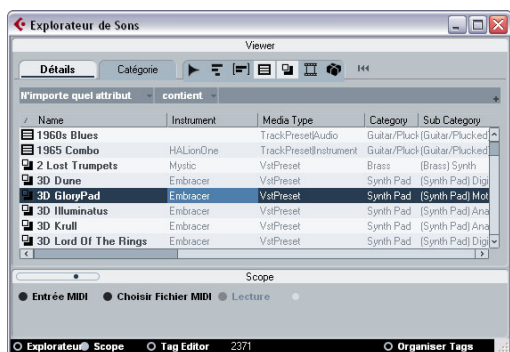 Explorateur de Sons
Viewer
Détails Catégorie
N'importe quel attribut contient
Name Instrument Media Type Category Sub Category
1960s Blues TrackPreset|Audio Guitar/Pluck (Guitar/Plucked
1965 Combo HALionOne TrackPreset|Instrument Guitar/Pluck (Guitar/Plucked
2 Lost Trumpets Mystic VstPreset Brass (Brass) Synth
3D Dune Embracer VstPreset Synth Pad (Synth Pad) Digi
3D GloryPad Embracer VstPreset Synth Pad (Synth Pad) Mot
3D Illuminatus Embracer VstPreset Synth Pad (Synth Pad) Ana
3D Krull Embracer VstPreset Synth Pad (Synth Pad) Ana
3D Lord Of The Rings Embracer VstPreset Synth Pad (Synth Pad) Digi
Scope
Entrée MIDI Choisir Fichier MIDI Lecture
Explorateur Scope Tag Editor 2371 Organiser Tags